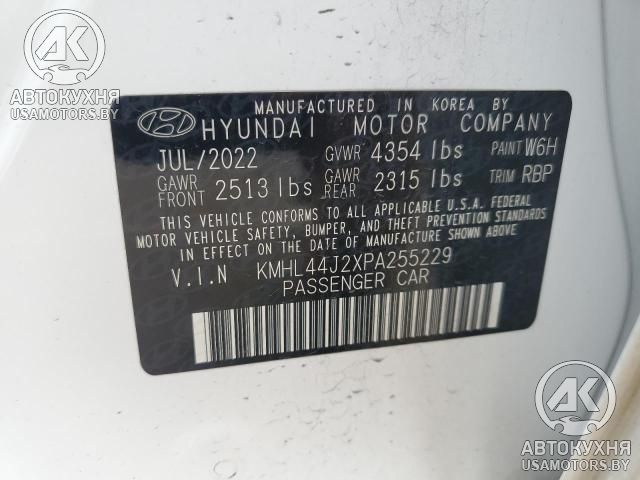 АК
АВТОКУХНЯ
USAMOTORS.BY
MANUFACTURED IN KOREA BY
HYUNDAI MOTOR COMPANY
JUL/2022 GVWR 4354 lbs PAINT W6H
GAWR FRONT 2513 lbs GAWR REAR 2315 lbs TRIM RBP
THIS VEHICLE CONFORMS TO ALL APPLICABLE U.S.A. FEDERAL
MOTOR VEHICLE SAFETY, BUMPER, AND THEFT PREVENTION STANDARDS
IN EFFECT ON THE DATE OF MANUFACTURE SHOWN ABOVE.
V.I.N KMHL44J2XPA255229
PASSENGER CAR
АК
АВТОКУХНЯ
USAMOTORS.BY